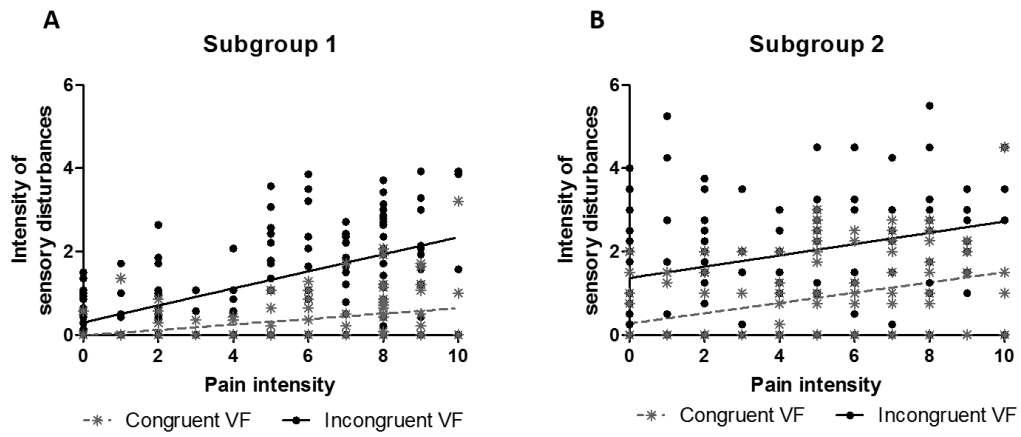 A
Subgroup 1
Intensity of
sensory disturbances
6
4
2
0
0 2 4 6 8 10
Pain intensity
Congruent VF Incongruent VF
B
Subgroup 2
Intensity of
sensory disturbances
6
4
2
0
0 2 4 6 8 10
Pain intensity
Congruent VF Incongruent VF